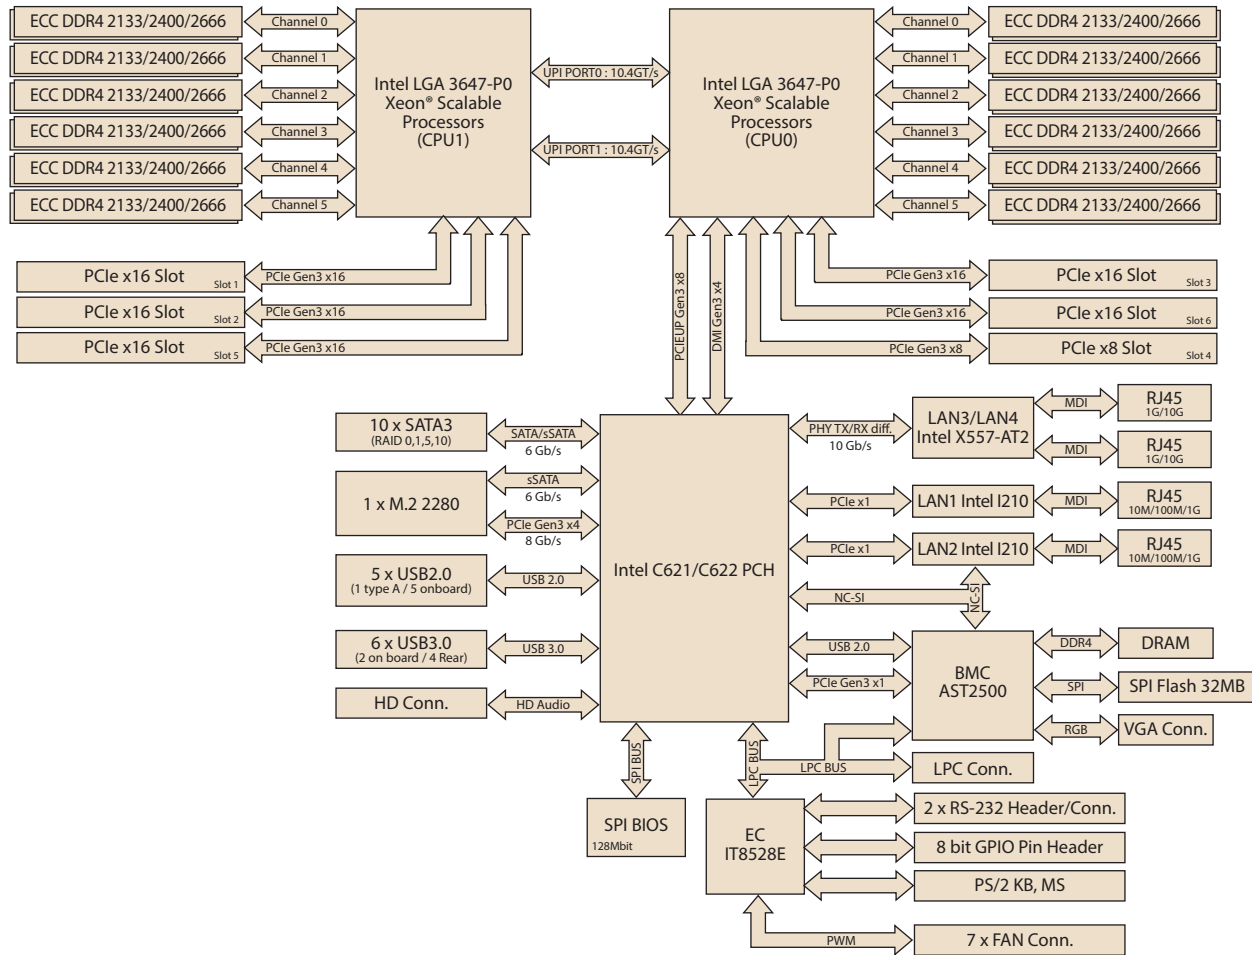 ECC DDR4 2133/2400/2666
Channel 0
ECC DDR4 2133/2400/2666
Channel 1
ECC DDR4 2133/2400/2666
Channel 2
ECC DDR4 2133/2400/2666
Channel 3
ECC DDR4 2133/2400/2666
Channel 4
ECC DDR4 2133/2400/2666
Channel 5
Intel LGA 3647-P0
Xeon® Scalable
Processors
(CPU1)
UPI PORT0 : 10.4GT/s
UPI PORT1 : 10.4GT/s
Intel LGA 3647-P0
Xeon® Scalable
Processors
(CPU0)
Channel 0
ECC DDR4 2133/2400/2666
Channel 1
ECC DDR4 2133/2400/2666
Channel 2
ECC DDR4 2133/2400/2666
Channel 3
ECC DDR4 2133/2400/2666
Channel 4
ECC DDR4 2133/2400/2666
Channel 5
ECC DDR4 2133/2400/2666
PCIe x16 Slot
Slot 1
PCIe Gen3 x16
PCIe x16 Slot
Slot 2
PCIe Gen3 x16
PCIe x16 Slot
Slot 5
PCIe Gen3 x16
PCIEUP Gen3 x8
DMI Gen3 x4
PCIe Gen3 x16
PCIe x16 Slot
Slot 3
PCIe Gen3 x16
PCIe x16 Slot
Slot 6
PCIe Gen3 x8
PCIe x8 Slot
Slot 4
10 x SATA3
(RAID 0,1,5,10)
SATA/sSATA
6 Gb/s
1 x M.2 2280
sSATA
6 Gb/s
PCIe Gen3 x4
8 Gb/s
5 x USB2.0
(1 type A / 5 onboard)
USB 2.0
6 x USB3.0
(2 on board / 4 Rear)
USB 3.0
HD Conn.
HD Audio
Intel C621/C622 PCH
PHY TX/RX diff.
10 Gb/s
LAN3/LAN4
Intel X557-AT2
MDI
RJ45
1G/10G
MDI
RJ45
1G/10G
PCIe x1
LAN1 Intel I210
MDI
RJ45
10M/100M/1G
PCIe x1
LAN2 Intel I210
MDI
RJ45
10M/100M/1G
NC-SI
NC-SI
USB 2.0
PCIe Gen3 x1
BMC
AST2500
DDR4
DRAM
SPI
SPI Flash 32MB
RGB
VGA Conn.
SPI BUS
LPC BUS
LPC BUS
LPC Conn.
SPI BIOS
128Mbit
EC
IT8528E
2 x RS-232 Header/Conn.
8 bit GPIO Pin Header
PS/2 KB, MS
PWM
7 x FAN Conn.